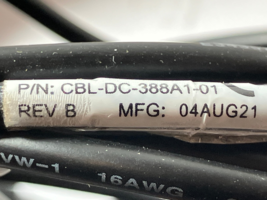 P/N: CBL-DC-388A1-01
REV B MFG: 04AUG21
VW-1 16AWG